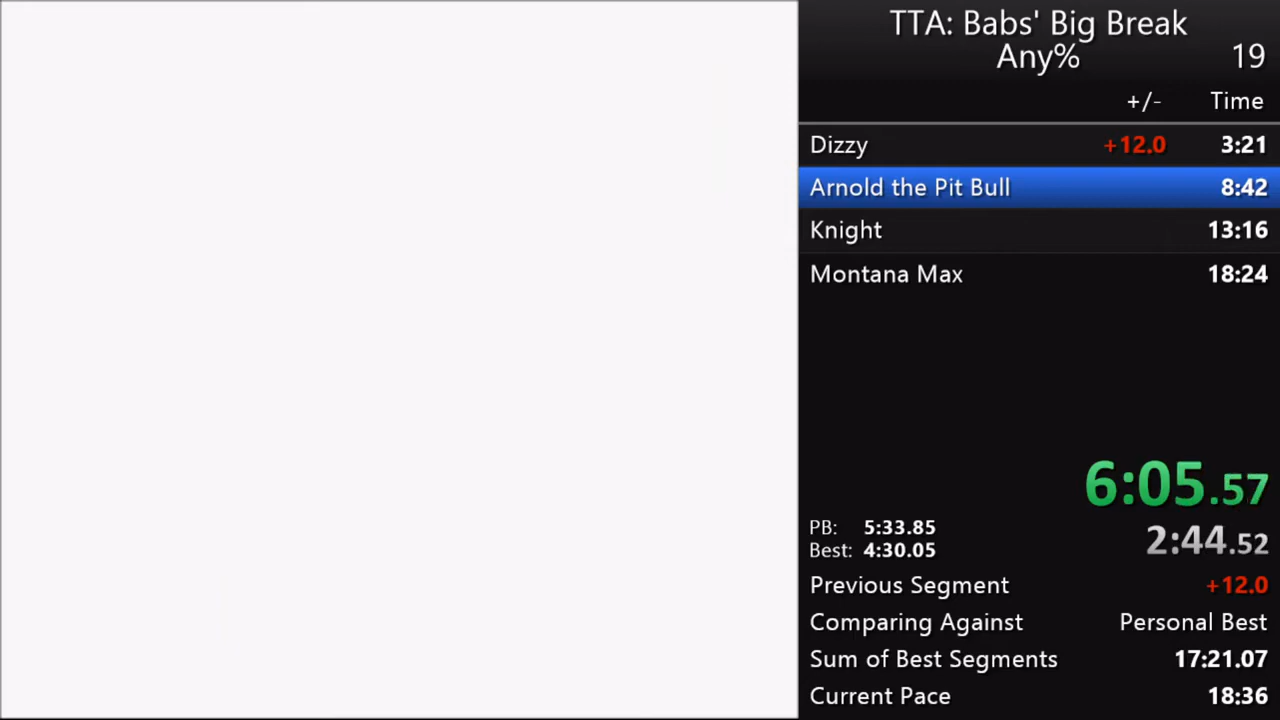 TTA: Babs' Big Break
Any% 19
+/- Time
Dizzy +12.0 3:21
Arnold the Pit Bull 8:42
Knight 13:16
Montana Max 18:24
6:05.57
PB: 5:33.85
Best: 4:30.05
2:44.52
Previous Segment +12.0
Comparing Against Personal Best
Sum of Best Segments 17:21.07
Current Pace 18:36